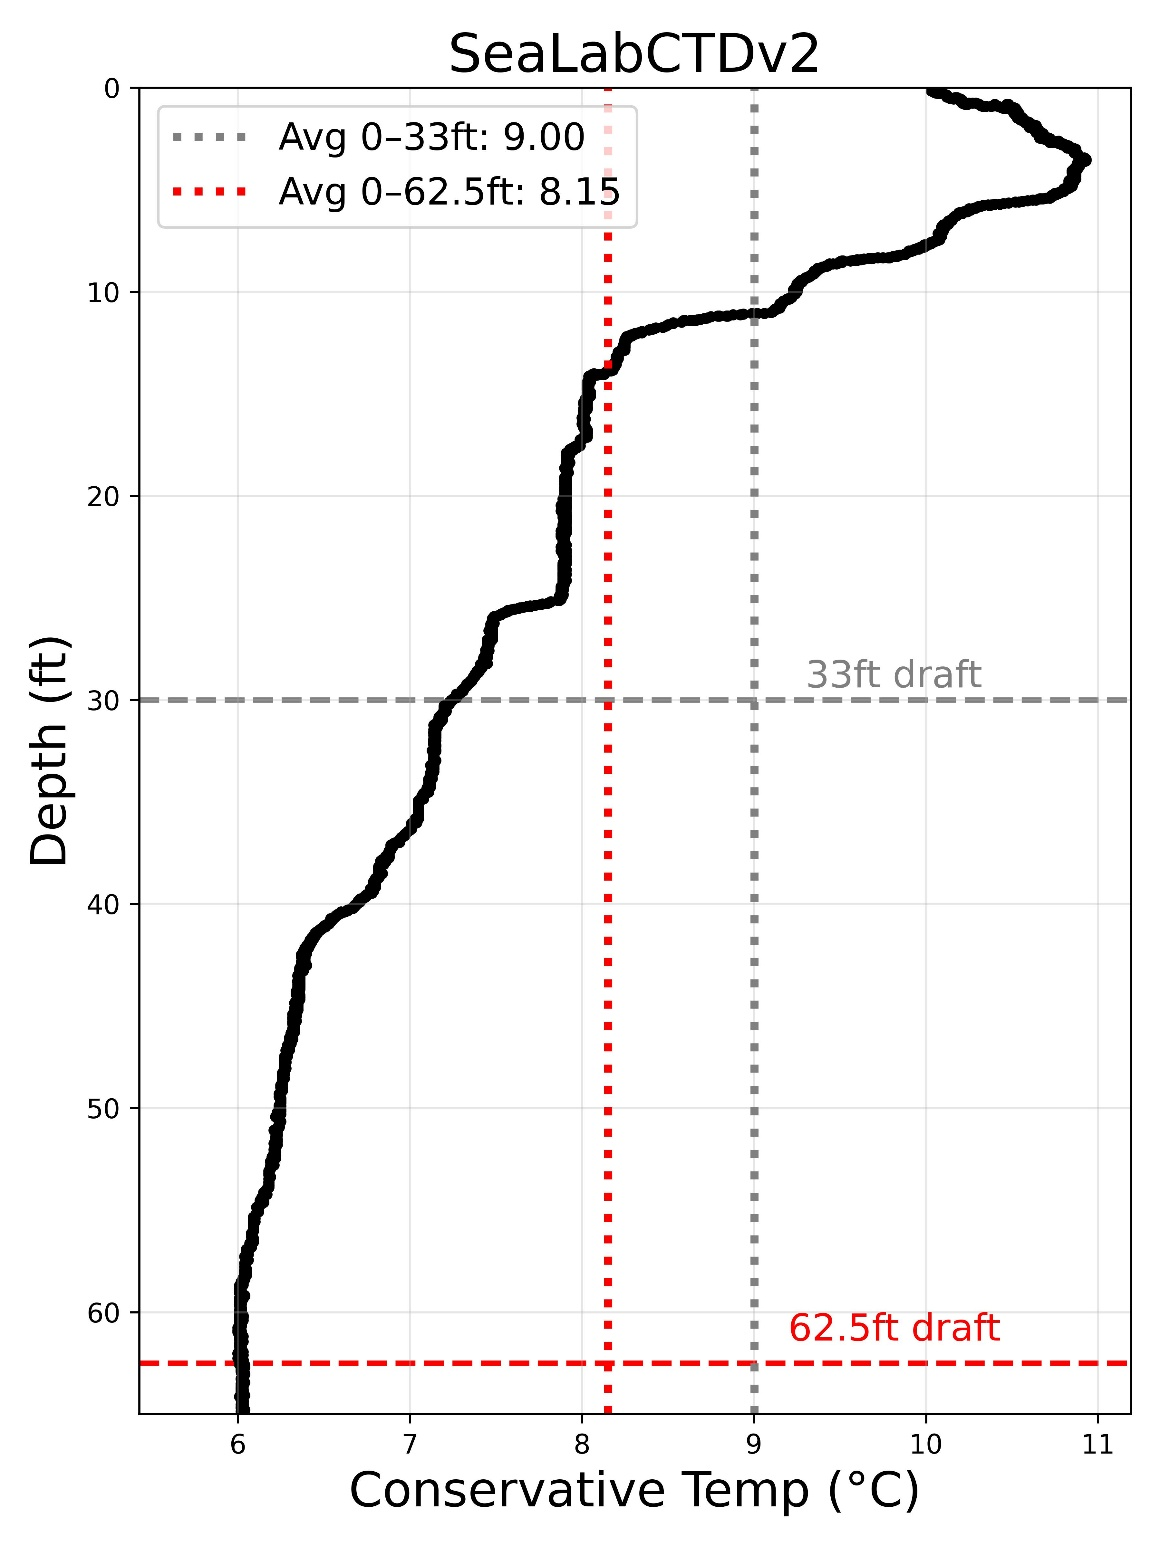 SeaLabCTDv2
Avg 0–33ft: 9.00
Avg 0–62.5ft: 8.15
0
10
20
30
40
50
60
Depth (ft)
33ft draft
62.5ft draft
6
7
8
9
10
11
Conservative Temp (°C)